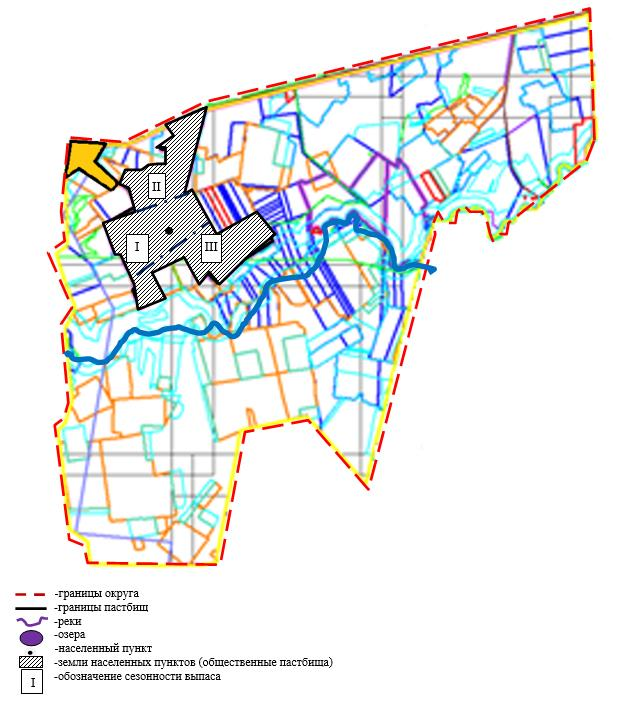 II
I
III
-границы округа
-границы пастбищ
-реки
-озера
-населенный пункт
-земли населенных пунктов (общественные пастбища)
I -обозначение сезонности выпаса